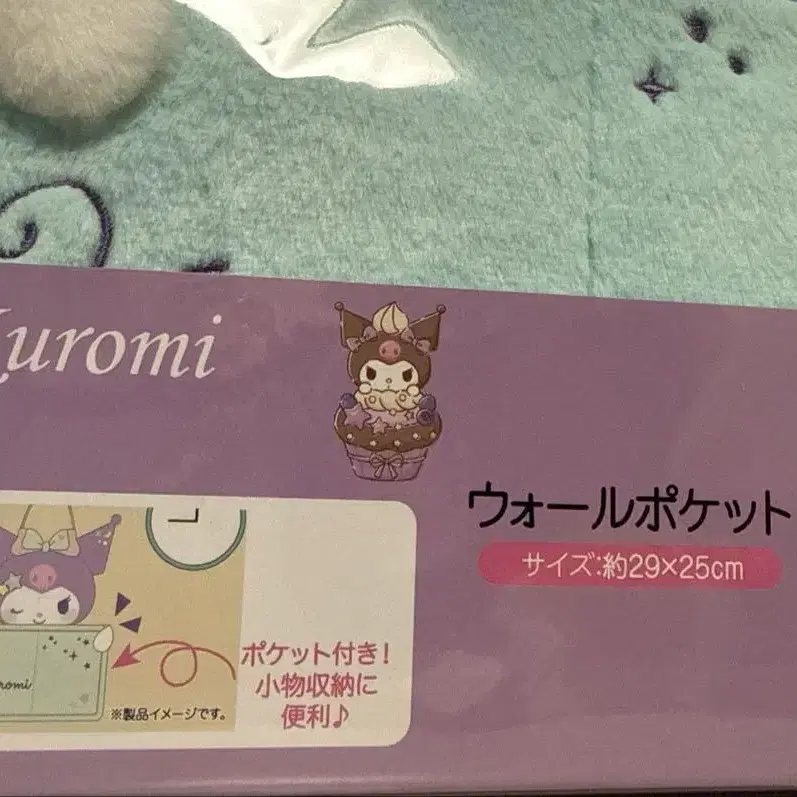 Kuromi
ウォールポケット
サイズ:約29×25cm
ポケット付き!
小物収納に
便利♪
romi
※製品イメージです。